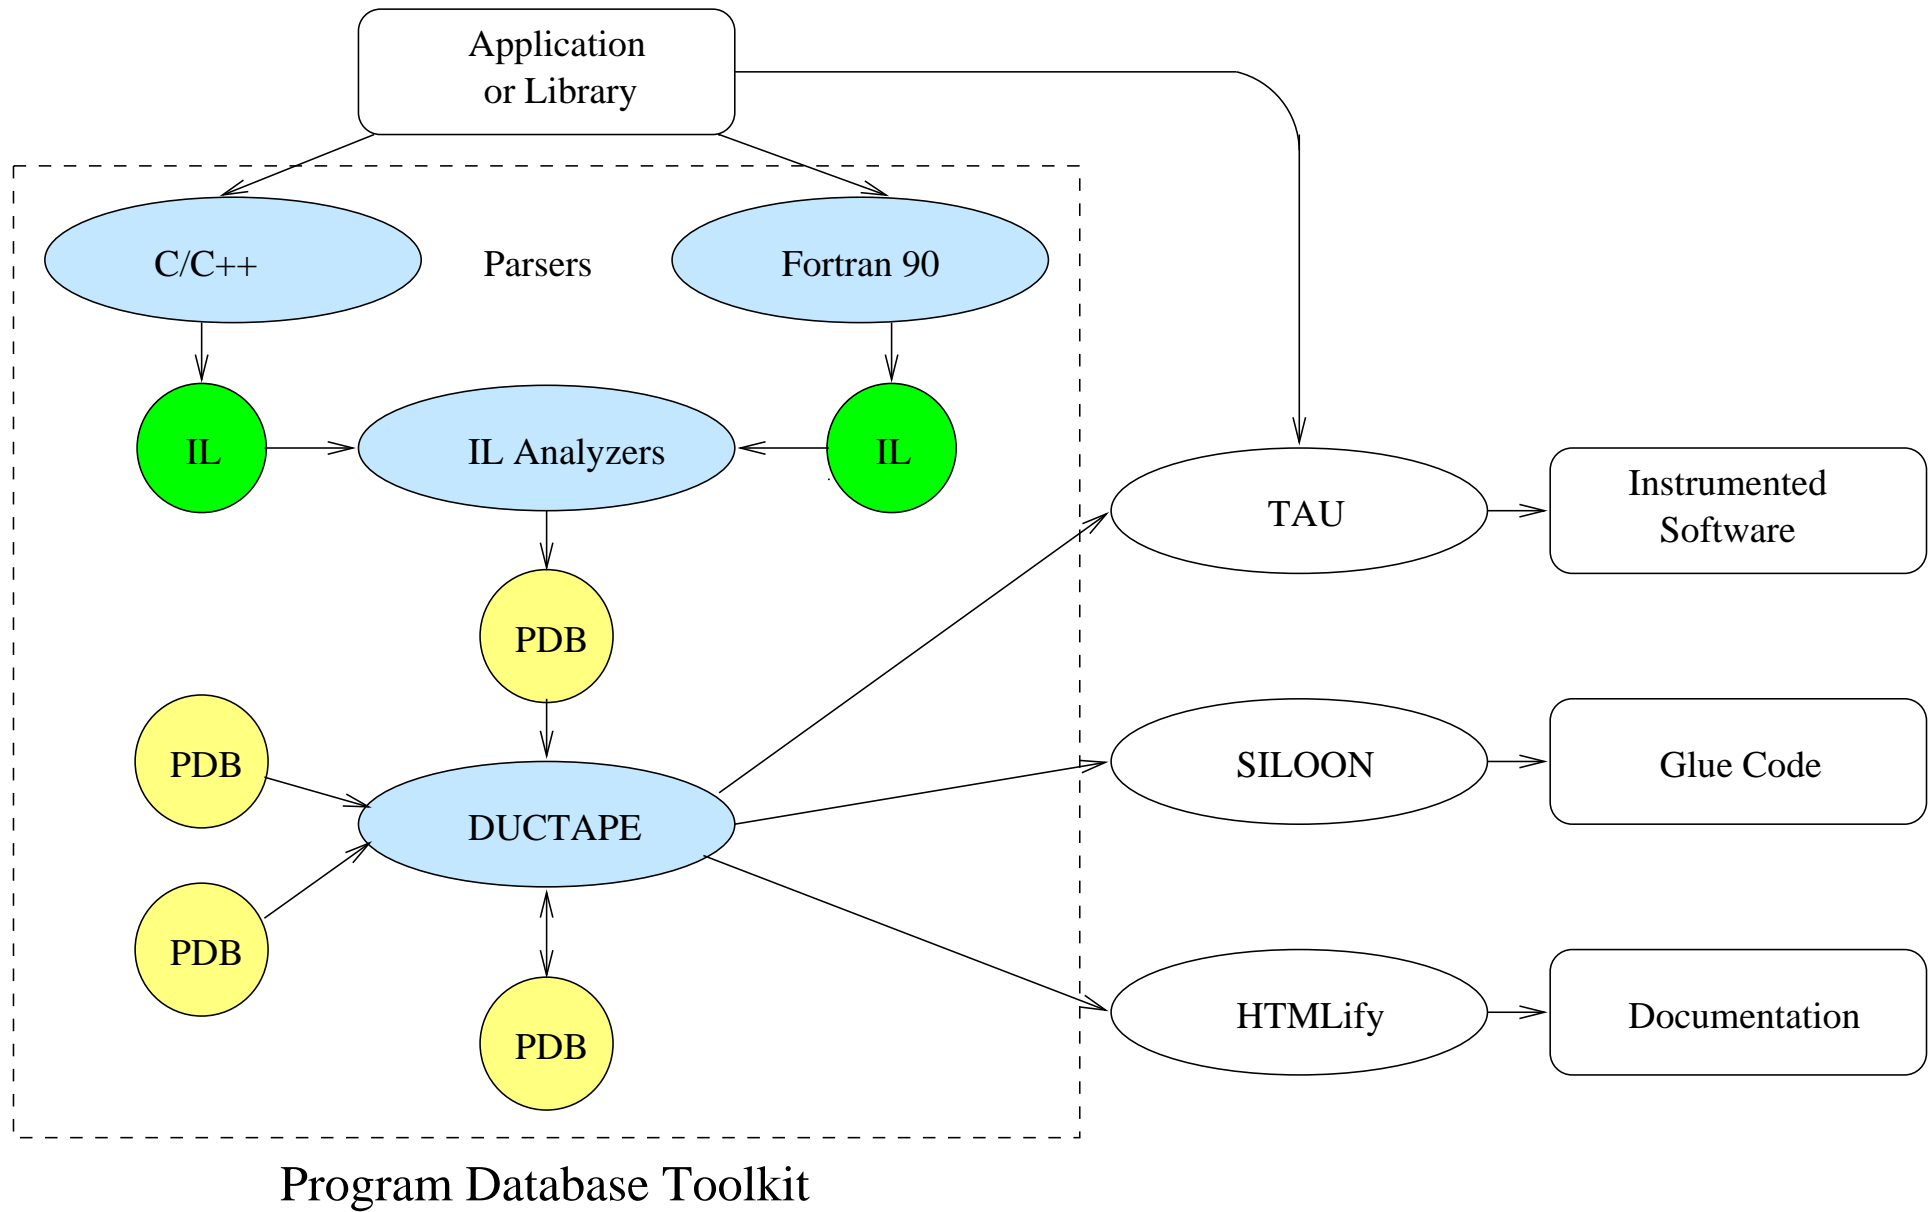 Application
or Library
C/C++
Parsers
Fortran 90
IL
IL Analyzers
IL
TAU
Instrumented
Software
PDB
PDB
SILOON
Glue Code
DUCTAPE
PDB
HTMLify
Documentation
PDB
Program Database Toolkit